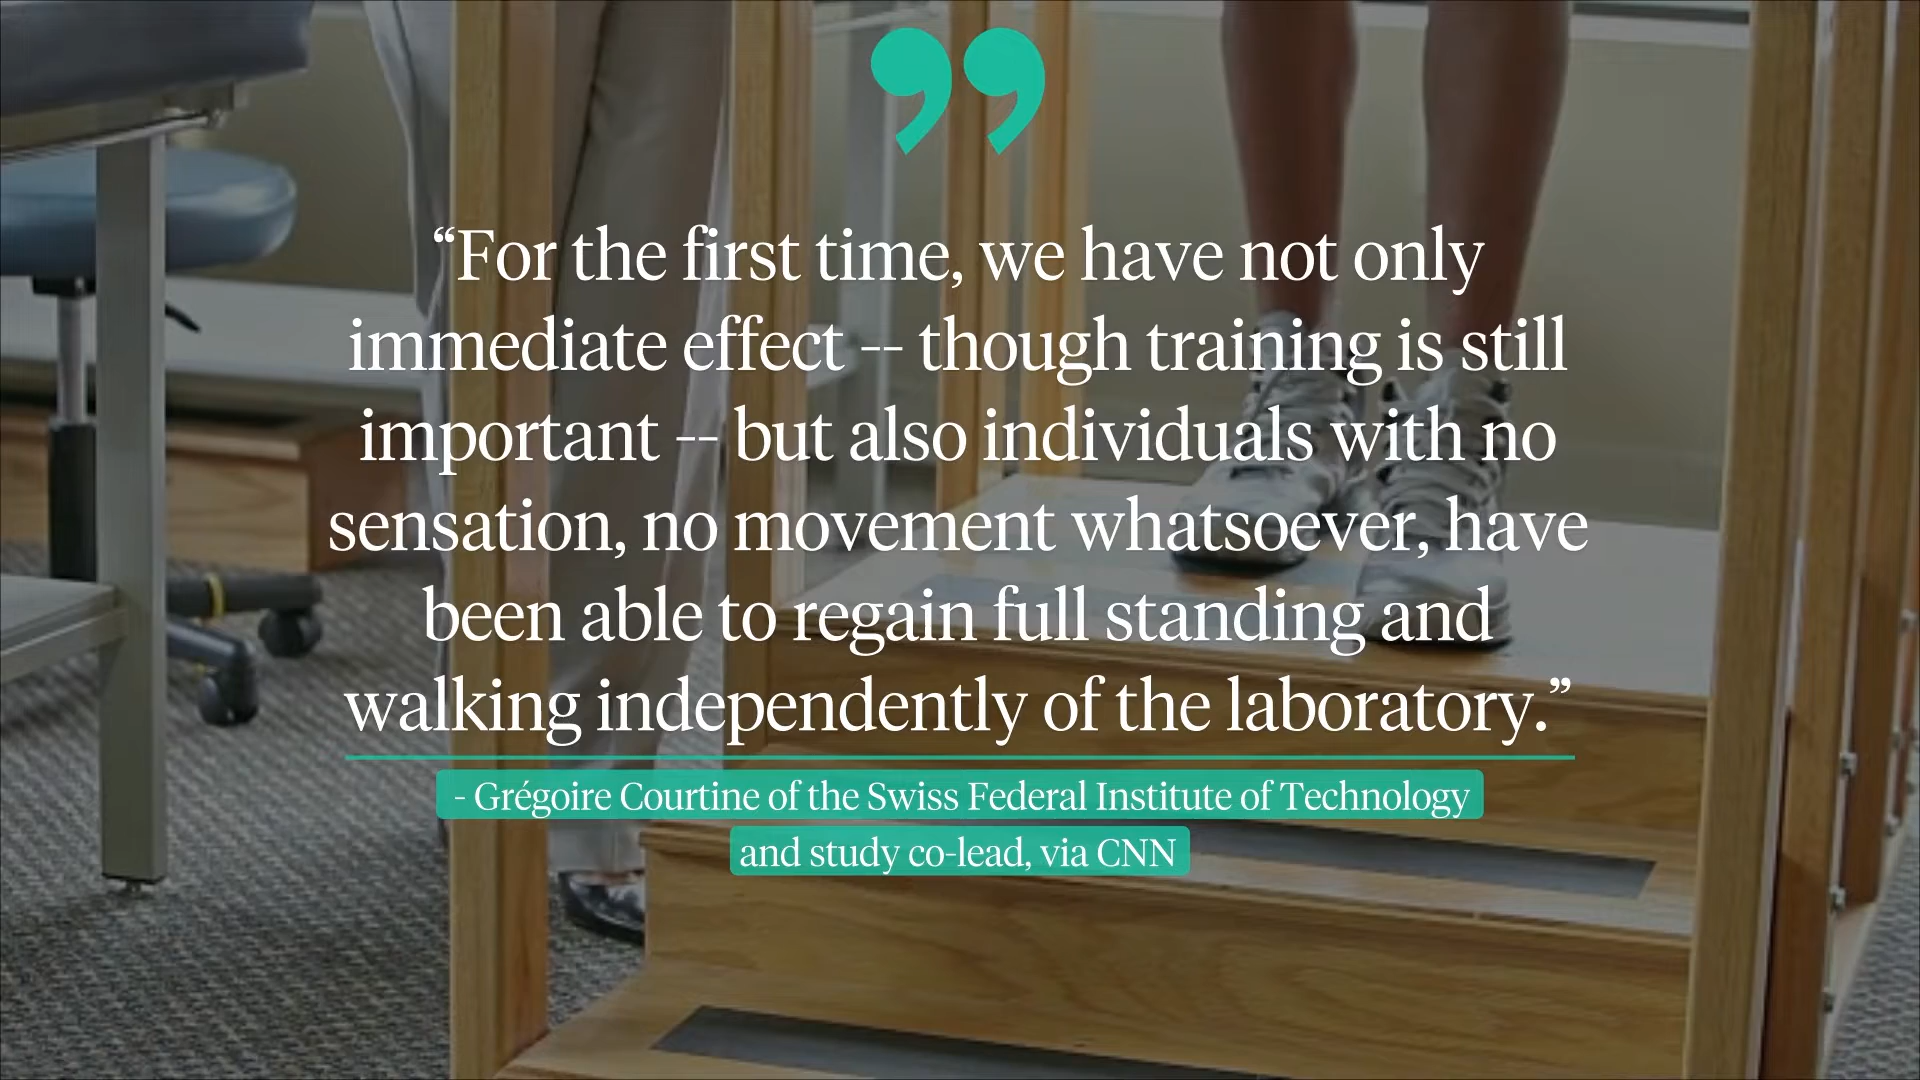 “For the first time, we have not only
immediate effect -- though training is still
important -- but also individuals with no
sensation, no movement whatsoever, have
been able to regain full standing and
walking independently of the laboratory.”
- Grégoire Courtine of the Swiss Federal Institute of Technology
and study co-lead, via CNN